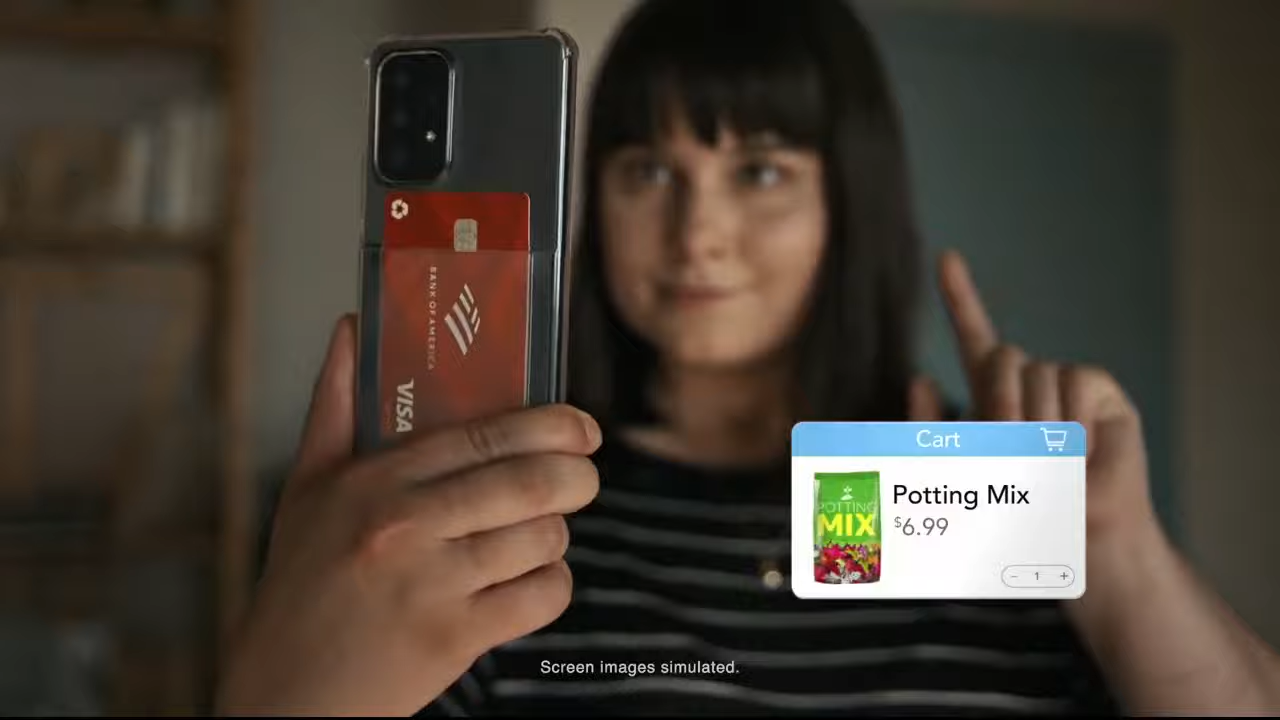 BANK OF AMERICA
VISA
Cart
POTTING
MIX
Potting Mix
$6.99
− 1 +
Screen images simulated.